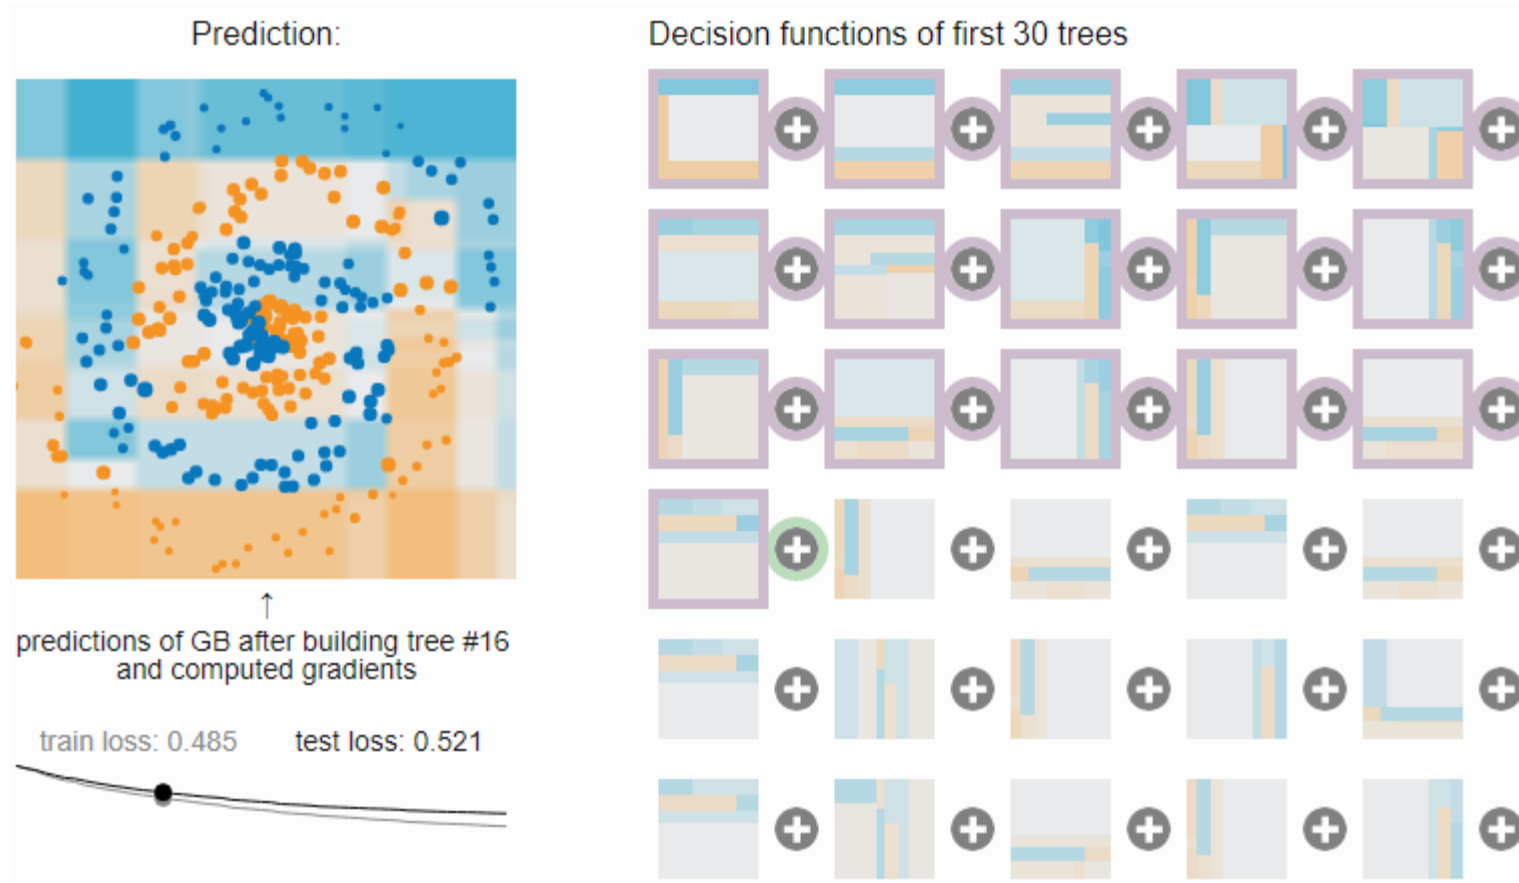 Prediction:
Decision functions of first 30 trees
↑
predictions of GB after building tree #16
and computed gradients
train loss: 0.485
test loss: 0.521